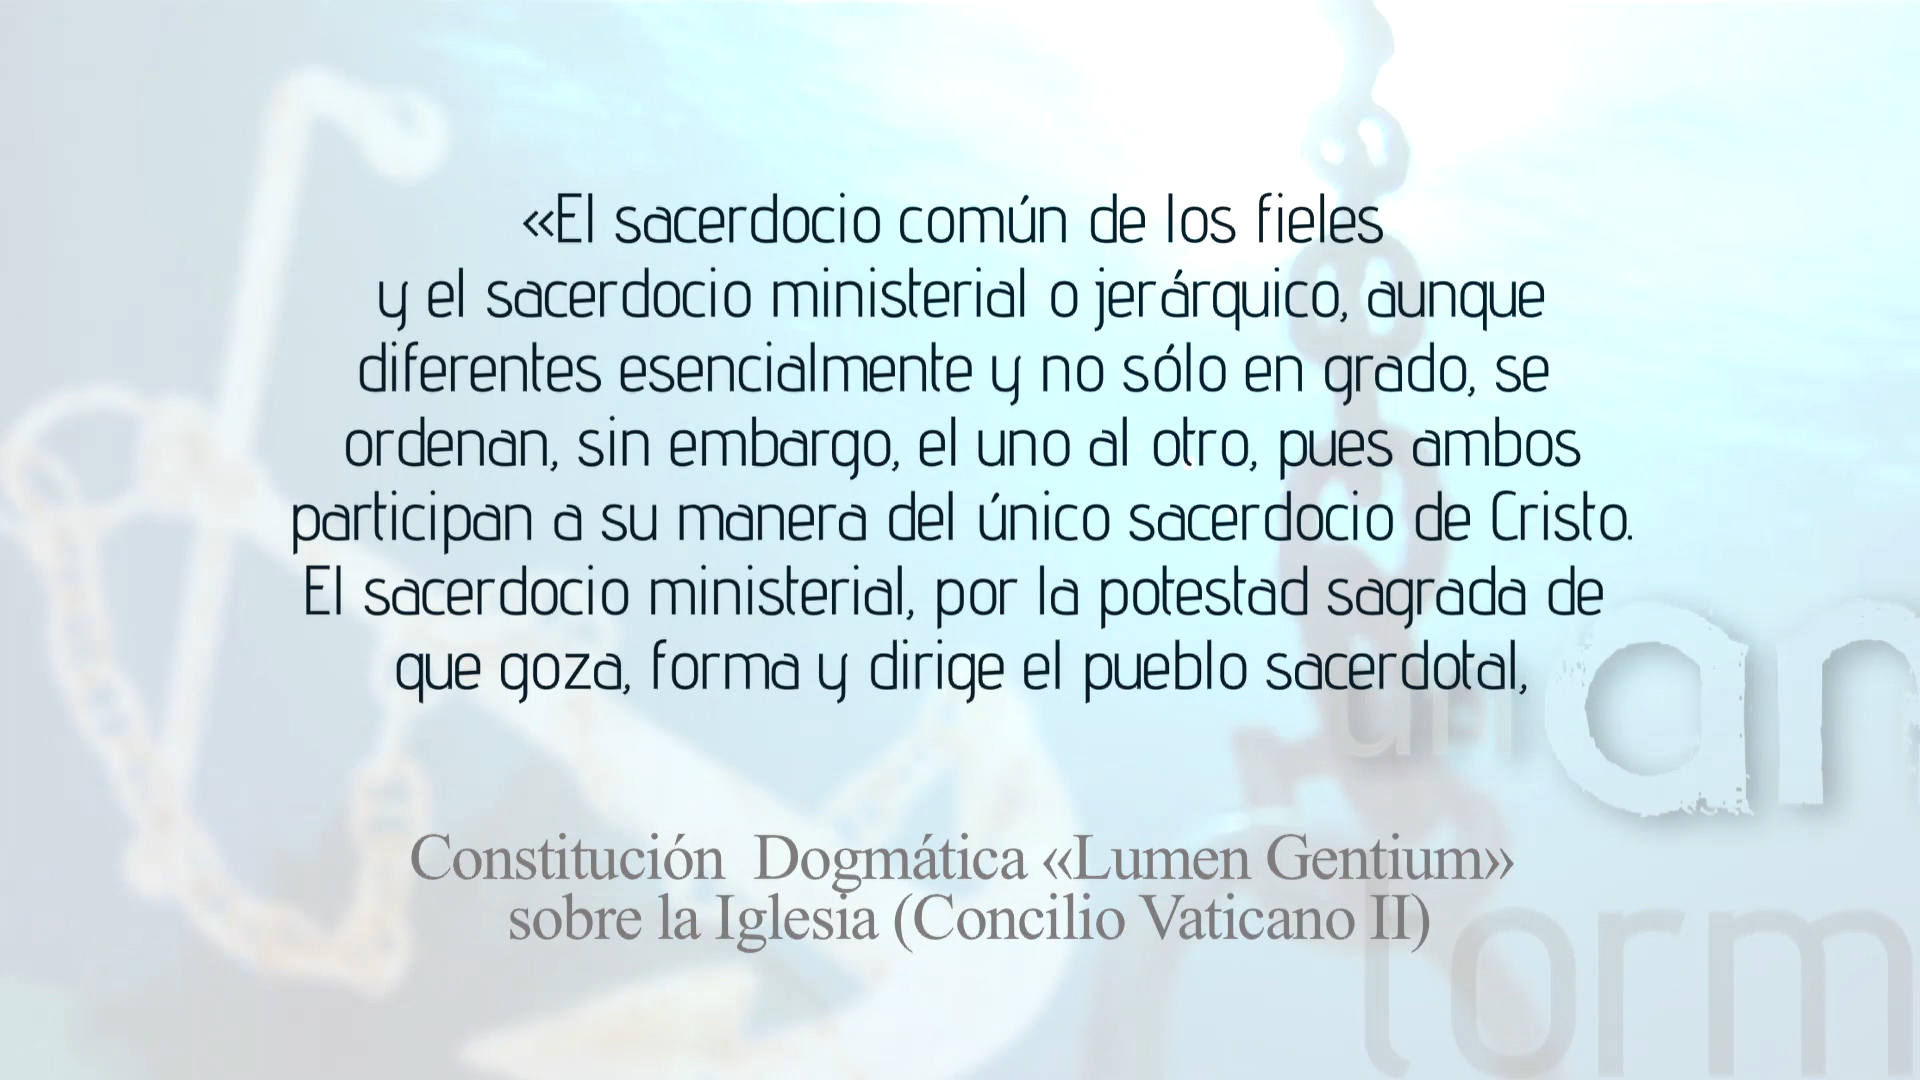 «El sacerdocio común de los fieles
y el sacerdocio ministerial o jerárquico, aunque
diferentes esencialmente y no sólo en grado, se
ordenan, sin embargo, el uno al otro, pues ambos
participan a su manera del único sacerdocio de Cristo.
El sacerdocio ministerial, por la potestad sagrada de
que goza, forma y dirige el pueblo sacerdotal,
un an
torm
Constitución Dogmática «Lumen Gentium»
sobre la Iglesia (Concilio Vaticano II)